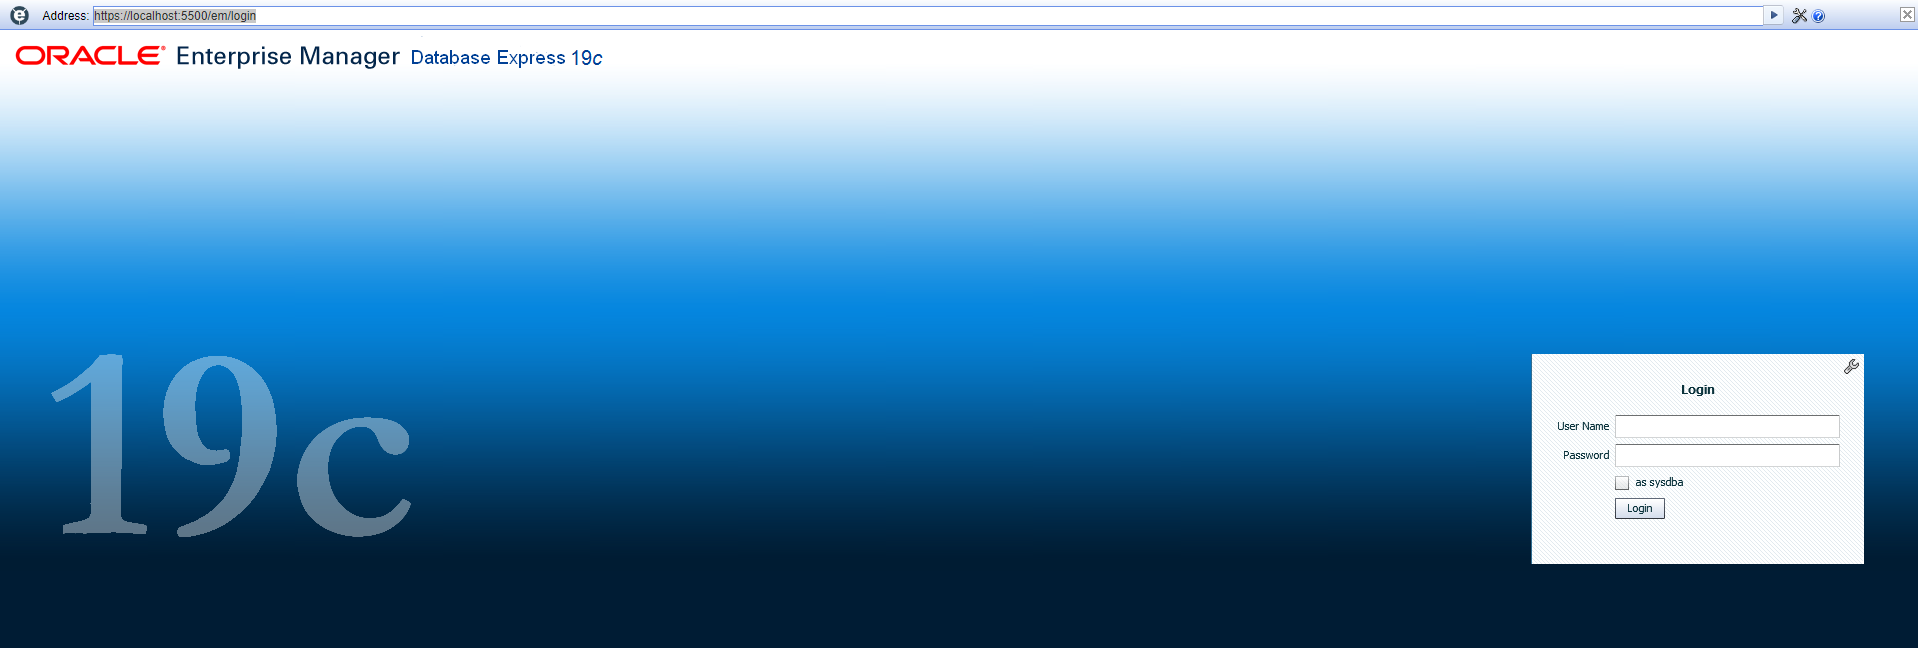 Address: https://localhost:5500/em/login
ORACLE® Enterprise Manager Database Express 19c
19c
Login
User Name
Password
as sysdba
Login